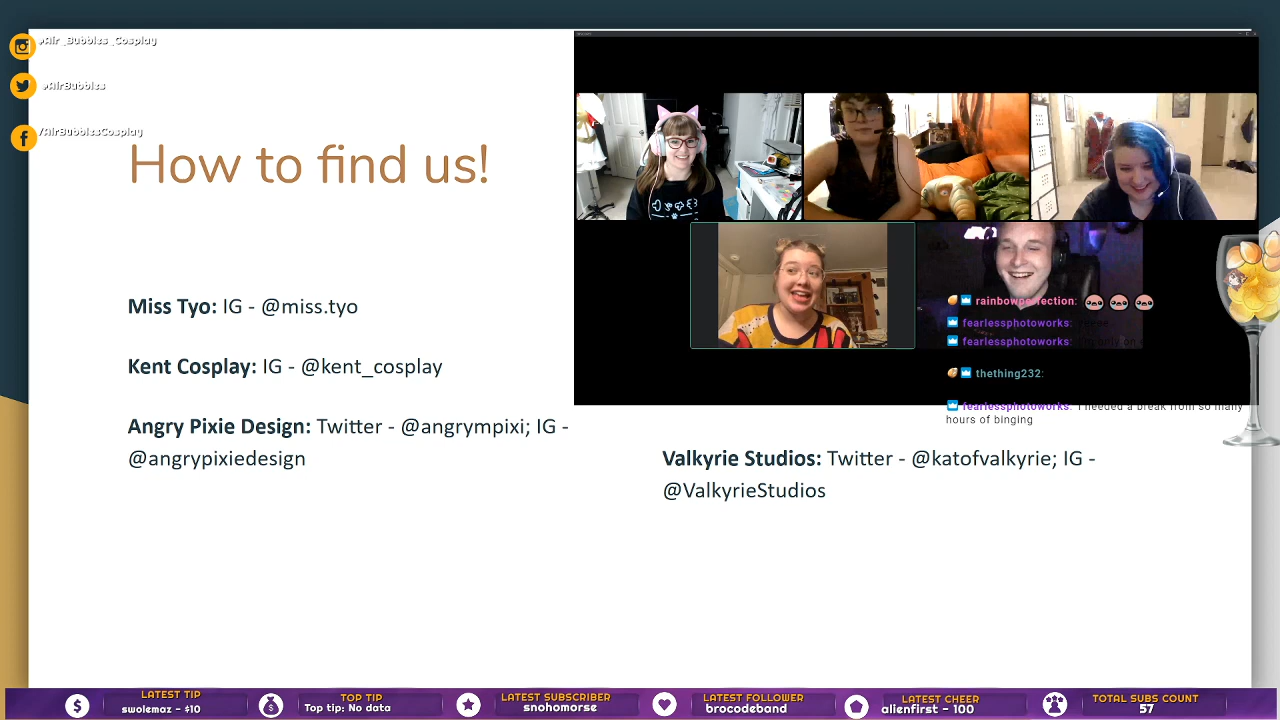 @Air_Bubbles_Cosplay
@AirBubbles
/AirBubblesCosplay
How to find us!
Miss Tyo: IG - @miss.tyo
Kent Cosplay: IG - @kent_cosplay
Angry Pixie Design: Twitter - @angrympixi; IG -
@angrypixiedesign
rainbowperfection:
fearlessphotoworks:
fearlessphotoworks:
thething232:
fearlessphotoworks: I needed a break from so many
hours of binging
Valkyrie Studios: Twitter - @katofvalkyrie; IG -
@ValkyrieStudios
LATEST TIP
swolemaz - $10
TOP TIP
Top tip: No data
LATEST SUBSCRIBER
snohomorse
LATEST FOLLOWER
brocodeband
LATEST CHEER
alienfirst - 100
TOTAL SUBS COUNT
57